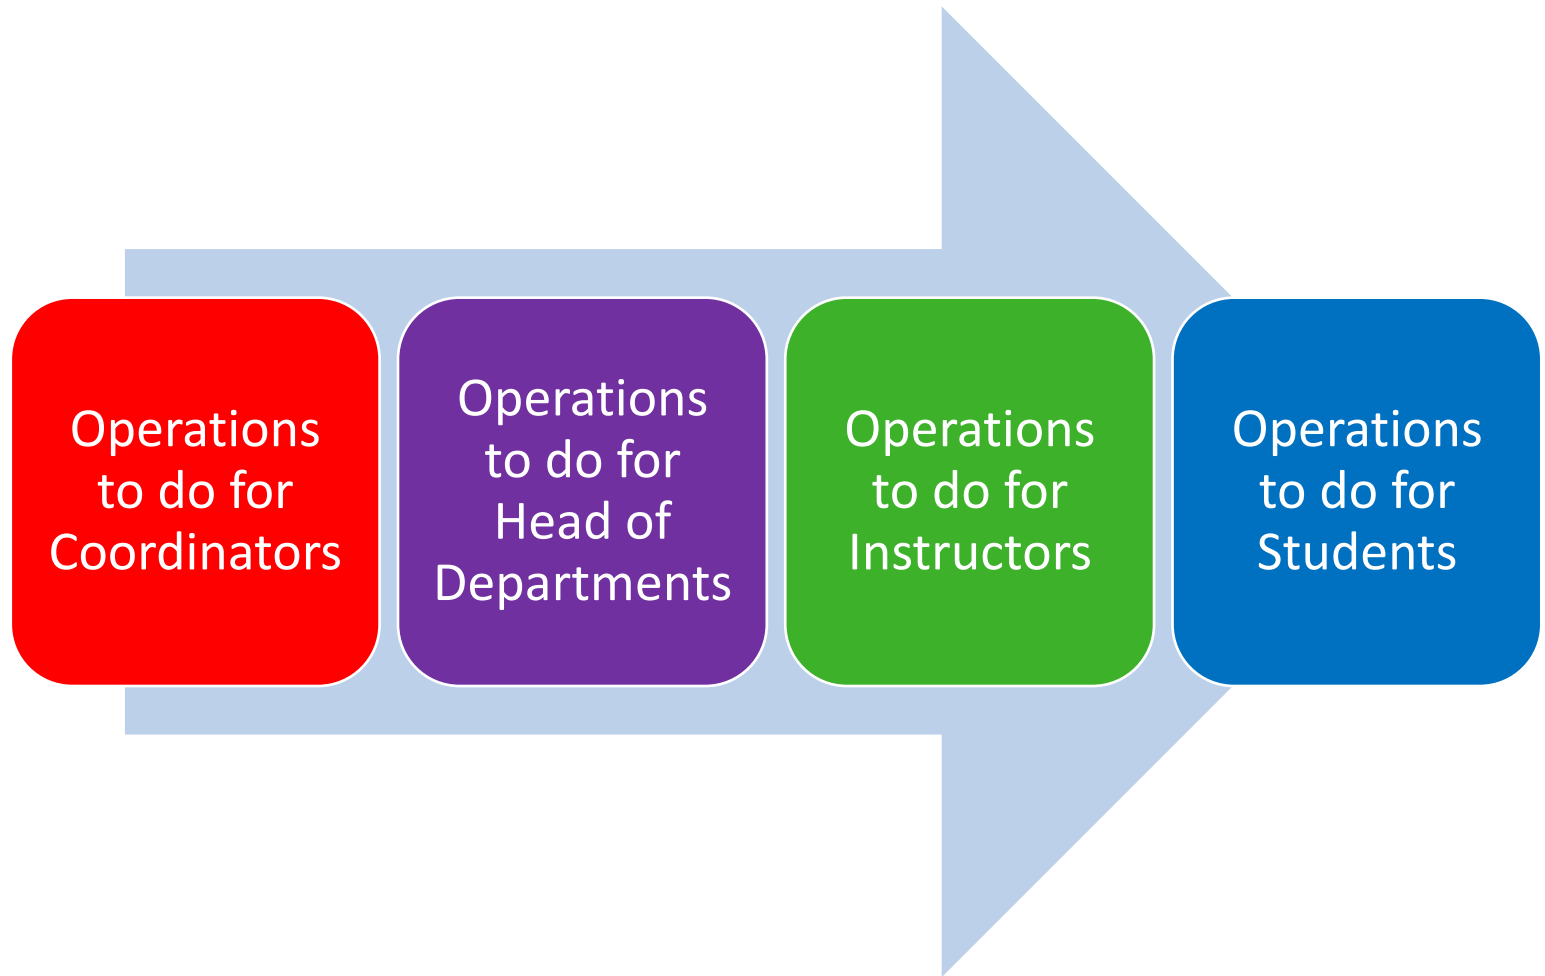 Operations
to do for
Coordinators
Operations
to do for
Head of
Departments
Operations
to do for
Instructors
Operations
to do for
Students